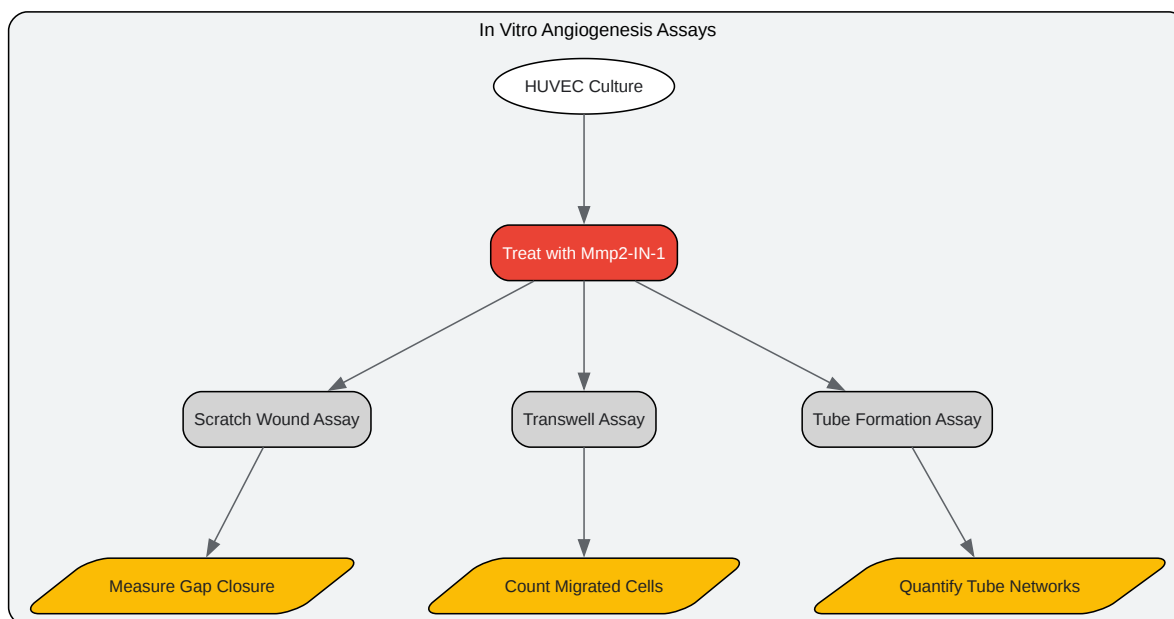 In Vitro Angiogenesis Assays
HUVEC Culture
Treat with Mmp2-IN-1
Scratch Wound Assay
Transwell Assay
Tube Formation Assay
Measure Gap Closure
Count Migrated Cells
Quantify Tube Networks